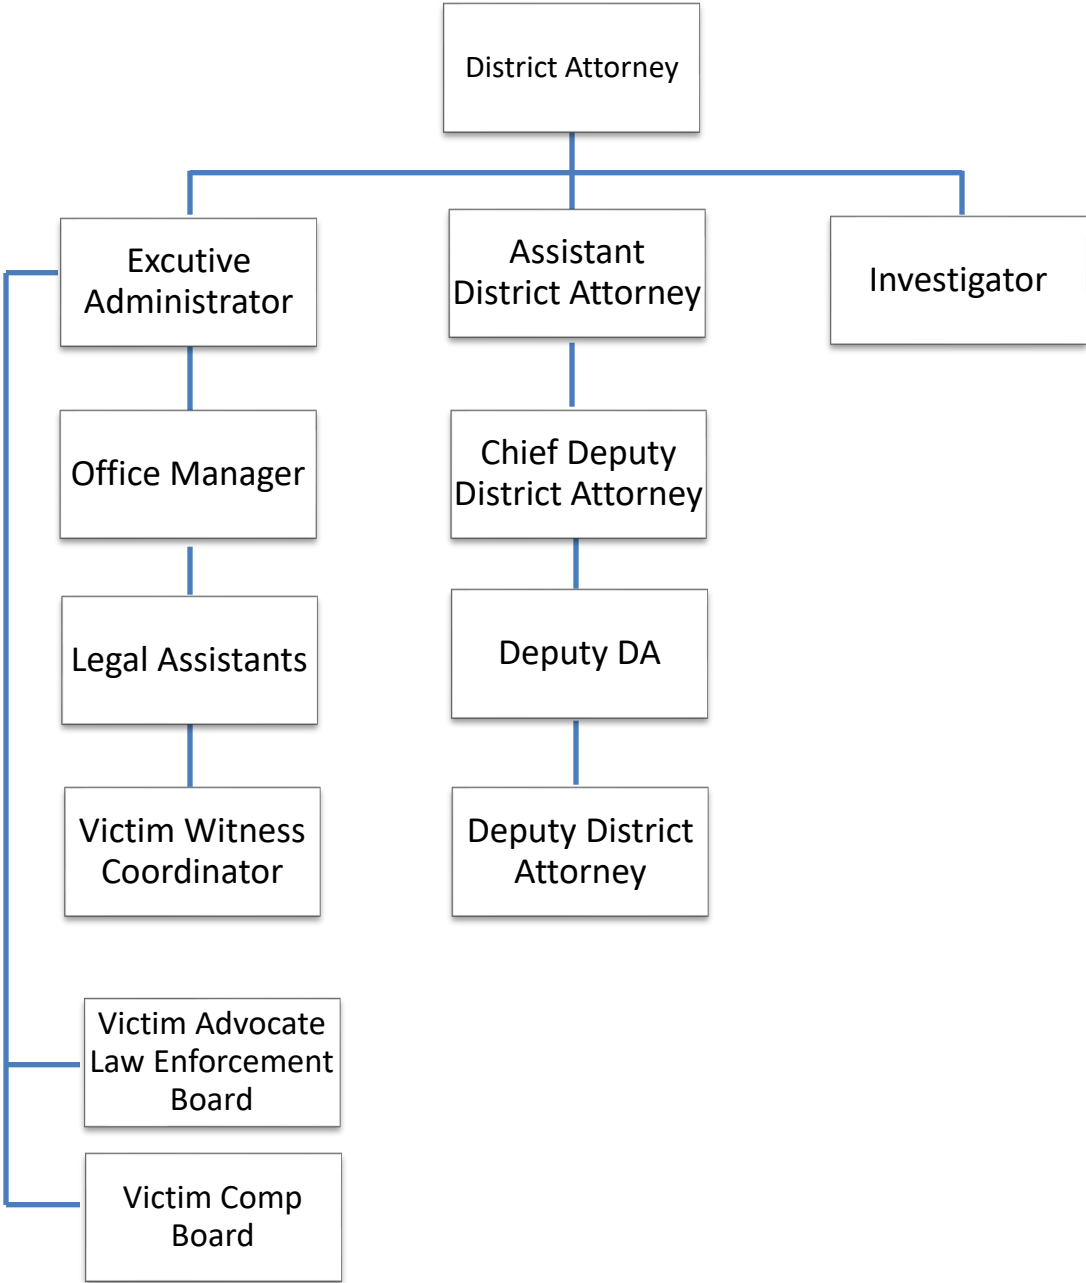 District Attorney
Excutive
Administrator
Assistant
District Attorney
Investigator
Office Manager
Chief Deputy
District Attorney
Legal Assistants
Deputy DA
Victim Witness
Coordinator
Deputy District
Attorney
Victim Advocate
Law Enforcement
Board
Victim Comp
Board